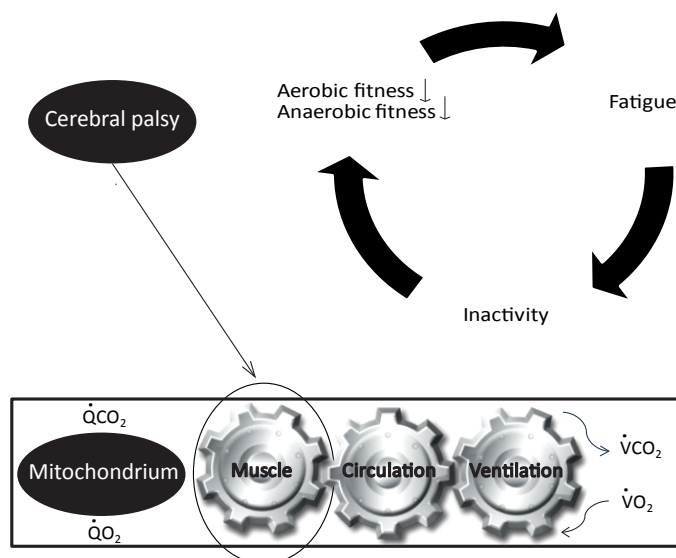 Aerobic fitness ↓
Anaerobic fitness ↓
Cerebral palsy
Fatigue
Inactivity
Q̇CO₂
Mitochondrium
Q̇O₂
Muscle
Circulation
Ventilation
V̇CO₂
V̇O₂